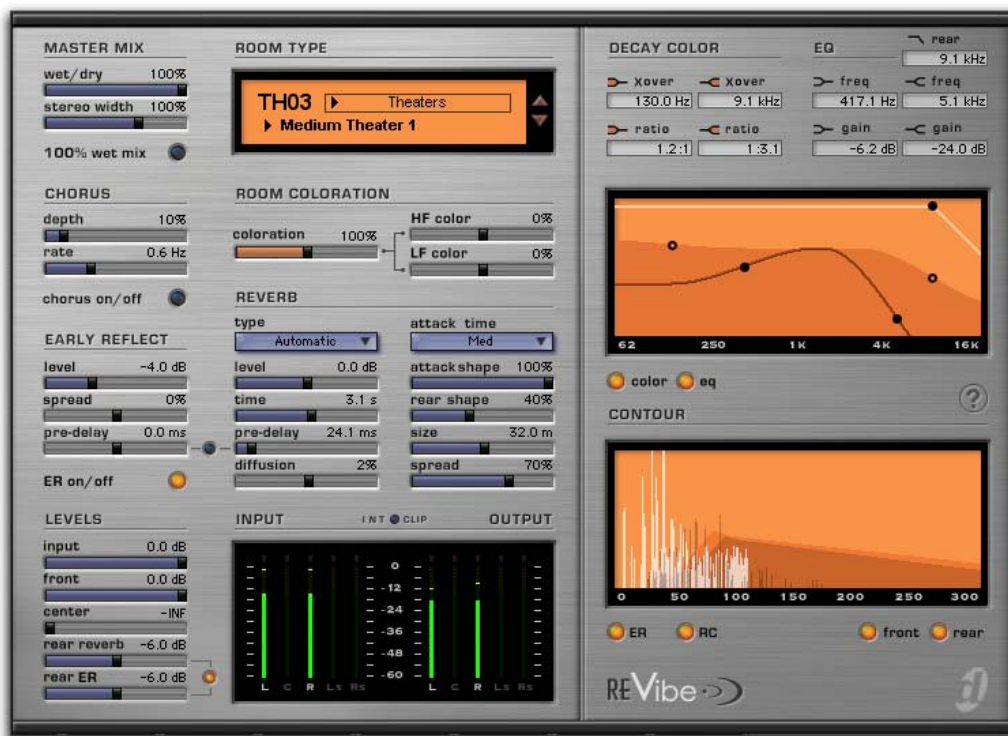 MASTER MIX
wet/dry 100%
stereo width 100%
100% wet mix
CHORUS
depth 10%
rate 0.6 Hz
chorus on/off
EARLY REFLECT
level -4.0 dB
spread 0%
pre-delay 0.0 ms
ER on/off
LEVELS
input 0.0 dB
front 0.0 dB
center -INF
rear reverb -6.0 dB
rear ER -6.0 dB
ROOM TYPE
TH03 Theaters
Medium Theater 1
ROOM COLORATION
coloration 100%
HF color 0%
LF color 0%
REVERB
type
Automatic
level 0.0 dB
time 3.1 s
pre-delay 24.1 ms
diffusion 2%
attack time
Med
attack shape 100%
rear shape 40%
size 32.0 m
spread 70%
INPUT INT CLIP OUTPUT
0
-12
-24
-36
-48
-60
L C R Ls Rs L C R Ls Rs
DECAY COLOR
Xover Xover
130.0 Hz 9.1 kHz
ratio ratio
1.2:1 1:3.1
EQ
rear
9.1 kHz
freq freq
417.1 Hz 5.1 kHz
gain gain
-6.2 dB -24.0 dB
62 250 1K 4K 16K
color eq
?
CONTOUR
0 50 100 150 200 250 300
ER RC front rear
REVibe